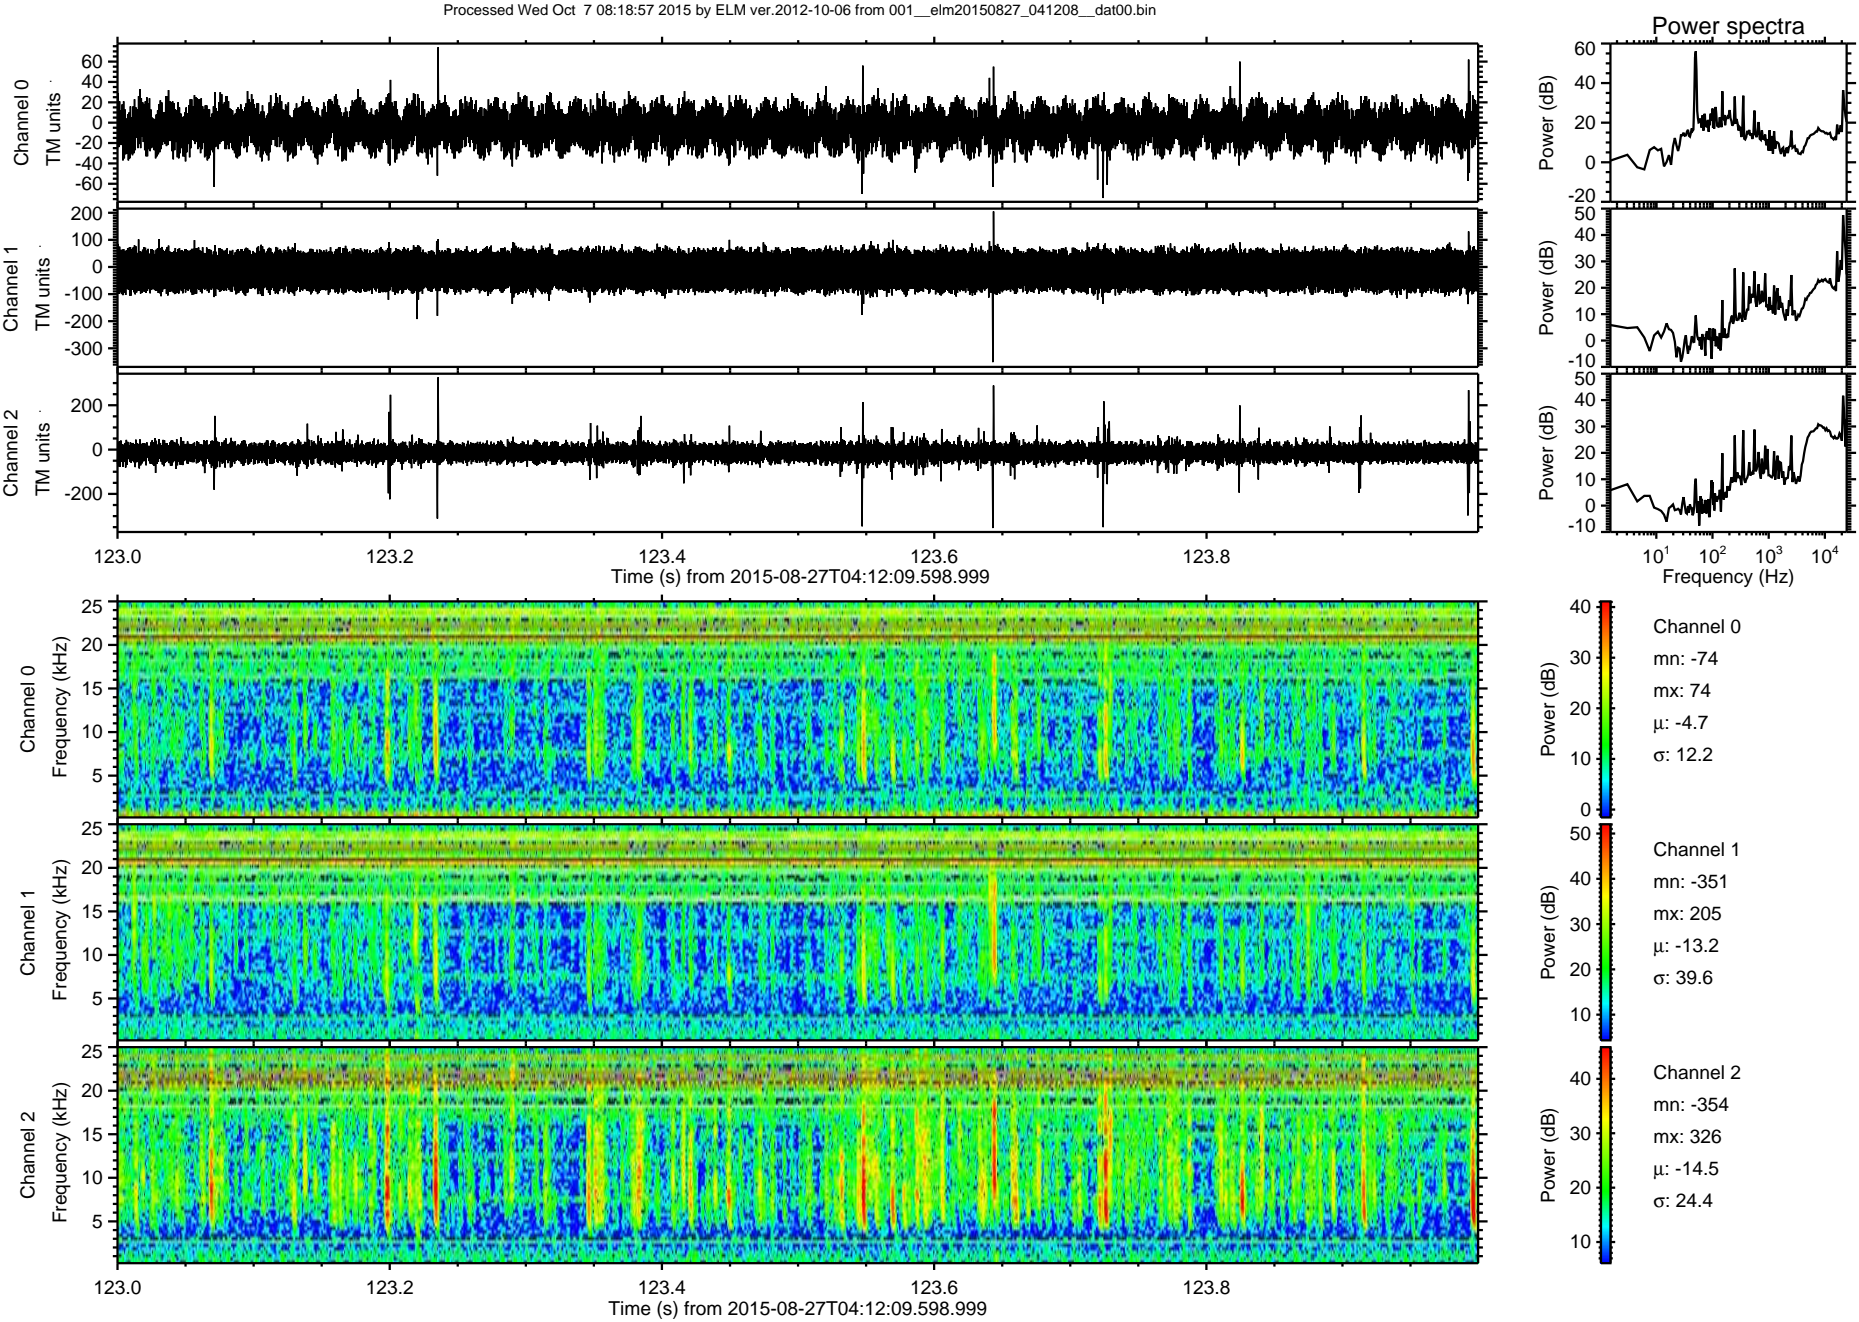 Processed Wed Oct  7 08:18:57 2015 by ELM ver.2012-10-06 from 001__elm20150827_041208__dat00.bin
Power spectra
Channel 0
TM units
60
40
20
0
-20
-40
-60
Power (dB)
60
40
20
0
-20
Channel 1
TM units
200
100
0
-100
-200
-300
Power (dB)
50
40
30
20
10
0
-10
Channel 2
TM units
200
0
-200
Power (dB)
50
40
30
20
10
0
-10
123.0 123.2 123.4 123.6 123.8
Time (s) from 2015-08-27T04:12:09.598.999
10^1 10^2 10^3 10^4
Frequency (Hz)
Channel 0
Frequency (kHz)
25
20
15
10
5
Power (dB)
40
30
20
10
0
Channel 0
mn: -74
mx: 74
μ: -4.7
σ: 12.2
Channel 1
Frequency (kHz)
25
20
15
10
5
Power (dB)
50
40
30
20
10
Channel 1
mn: -351
mx: 205
μ: -13.2
σ: 39.6
Channel 2
Frequency (kHz)
25
20
15
10
5
Power (dB)
40
30
20
10
Channel 2
mn: -354
mx: 326
μ: -14.5
σ: 24.4
123.0 123.2 123.4 123.6 123.8
Time (s) from 2015-08-27T04:12:09.598.999